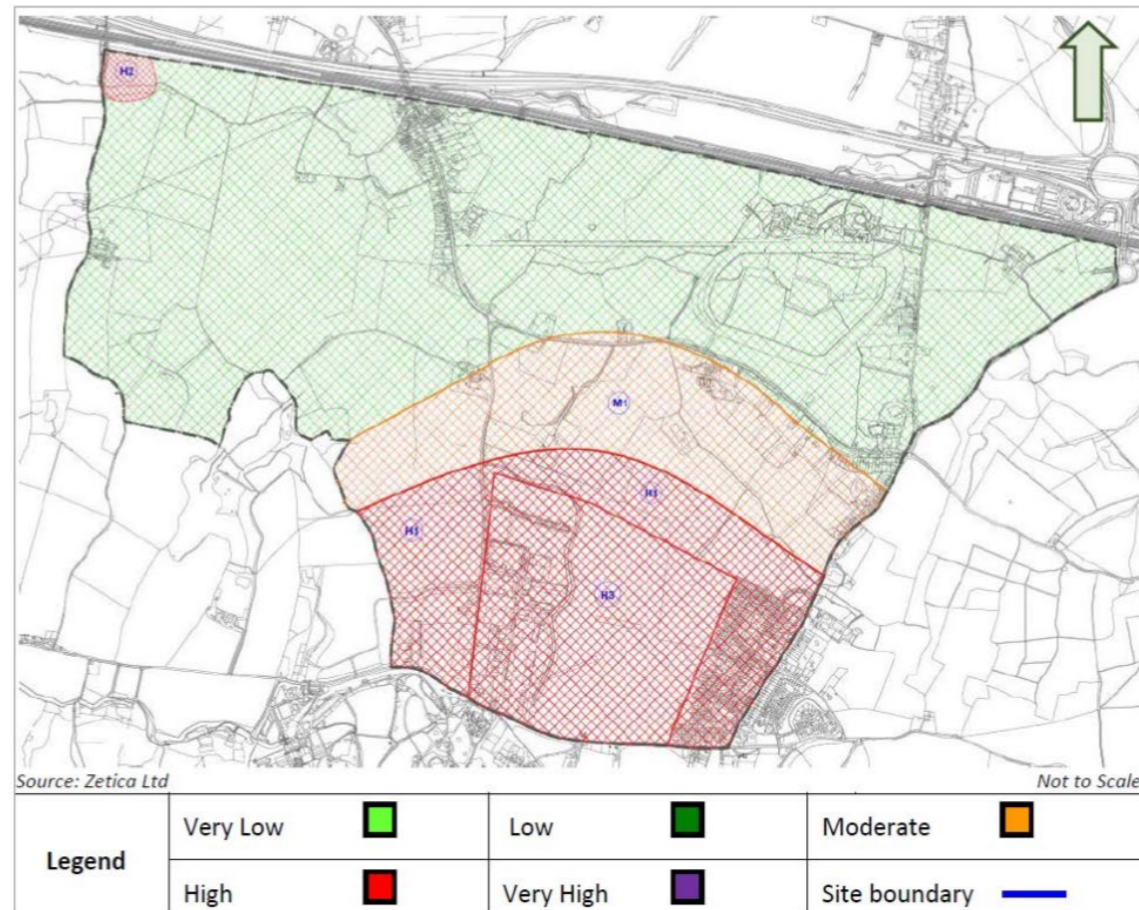 H2
M1
H1
H1
H3
Source: Zetica Ltd
Not to Scale
Legend
Very Low
Low
Moderate
High
Very High
Site boundary